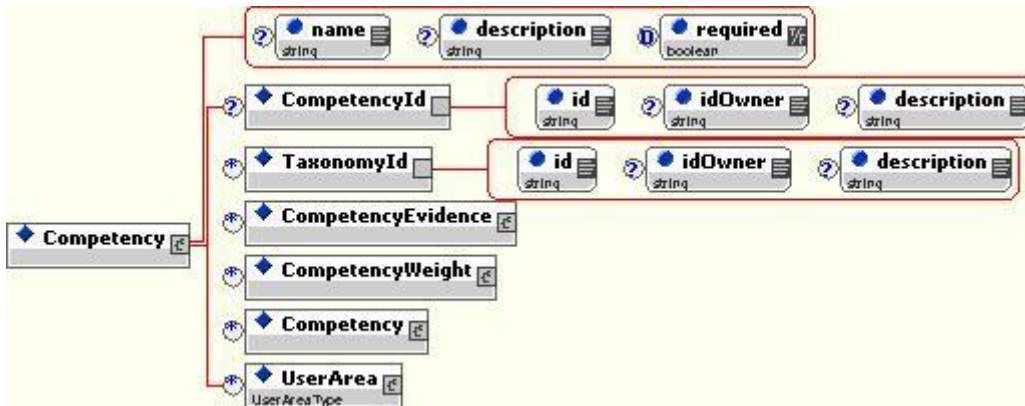 ? name string ? description string D required T/F boolean
? CompetencyId id string ? idOwner string ? description string
* TaxonomyId id string ? idOwner string ? description string
* CompetencyEvidence
Competency
* CompetencyWeight
* Competency
* UserArea
UserAreaType